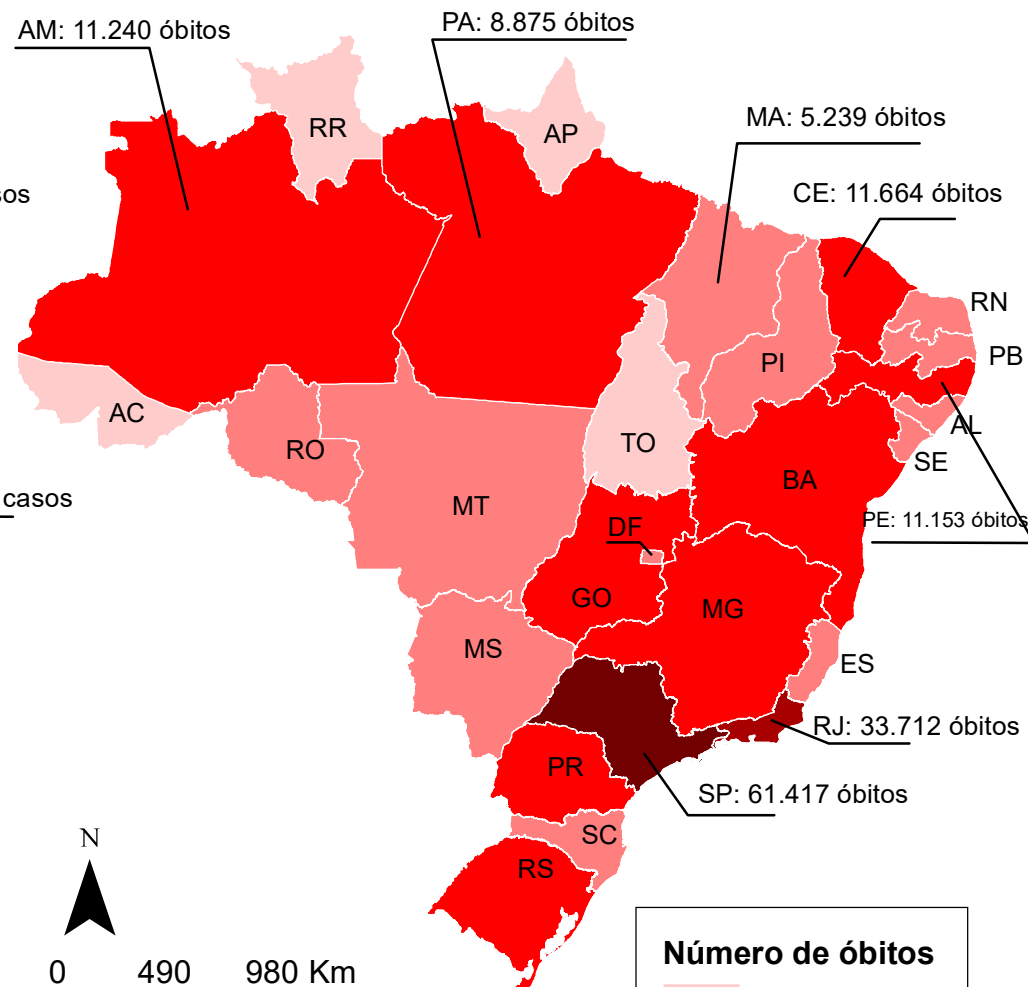 AM: 11.240 óbitos
PA: 8.875 óbitos
RR
AP
MA: 5.239 óbitos
CE: 11.664 óbitos
RN
PB
PI
AC
TO
AL
RO
SE
BA
casos
MT
PE: 11.153 óbitos
DF
GO
MG
MS
ES
RJ: 33.712 óbitos
PR
SP: 61.417 óbitos
SC
N
RS
Número de óbitos
0 490 980 Km